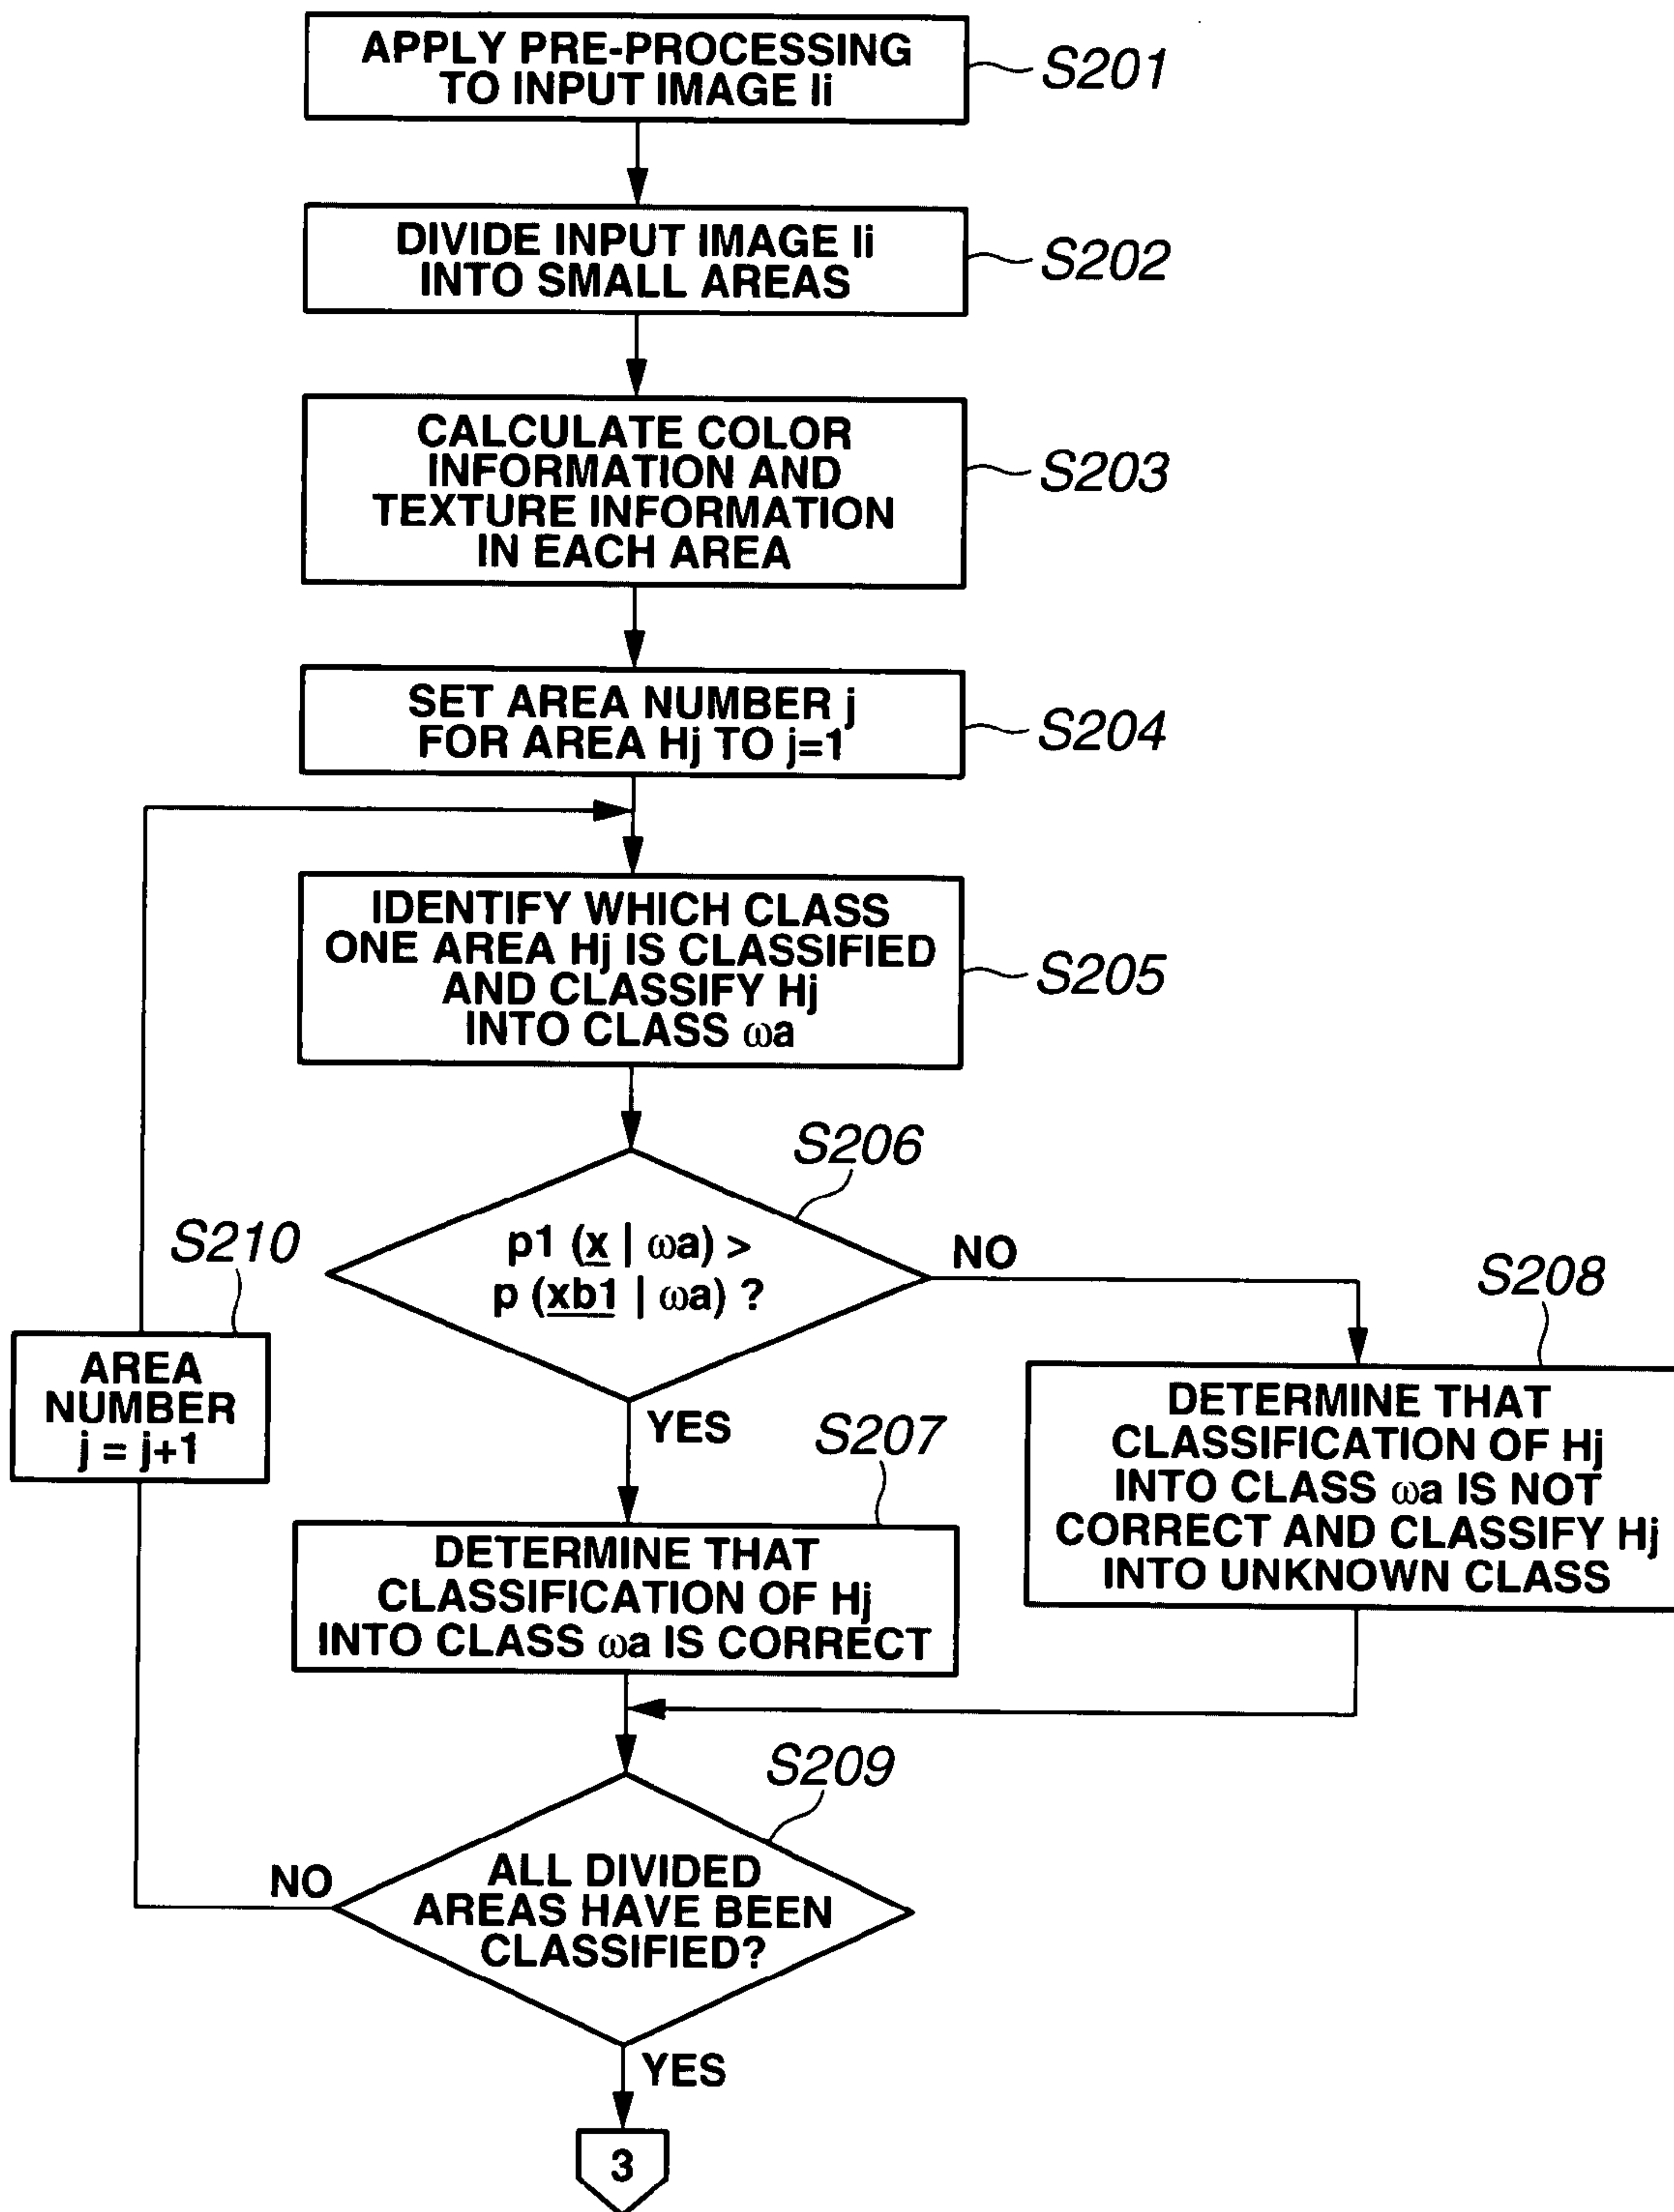 APPLY PRE-PROCESSING
TO INPUT IMAGE Ii
S201
DIVIDE INPUT IMAGE Ii
INTO SMALL AREAS
S202
CALCULATE COLOR
INFORMATION AND
TEXTURE INFORMATION
IN EACH AREA
S203
SET AREA NUMBER j
FOR AREA Hj TO j=1
S204
IDENTIFY WHICH CLASS
ONE AREA Hj IS CLASSIFIED
AND CLASSIFY Hj
INTO CLASS ωa
S205
S206
p1 (x | ωa) >
p (xb1 | ωa) ?
NO
YES
S210
AREA
NUMBER
j = j+1
S208
DETERMINE THAT
CLASSIFICATION OF Hj
INTO CLASS ωa IS NOT
CORRECT AND CLASSIFY Hj
INTO UNKNOWN CLASS
S207
DETERMINE THAT
CLASSIFICATION OF Hj
INTO CLASS ωa IS CORRECT
S209
ALL DIVIDED
AREAS HAVE BEEN
CLASSIFIED?
NO
YES
3